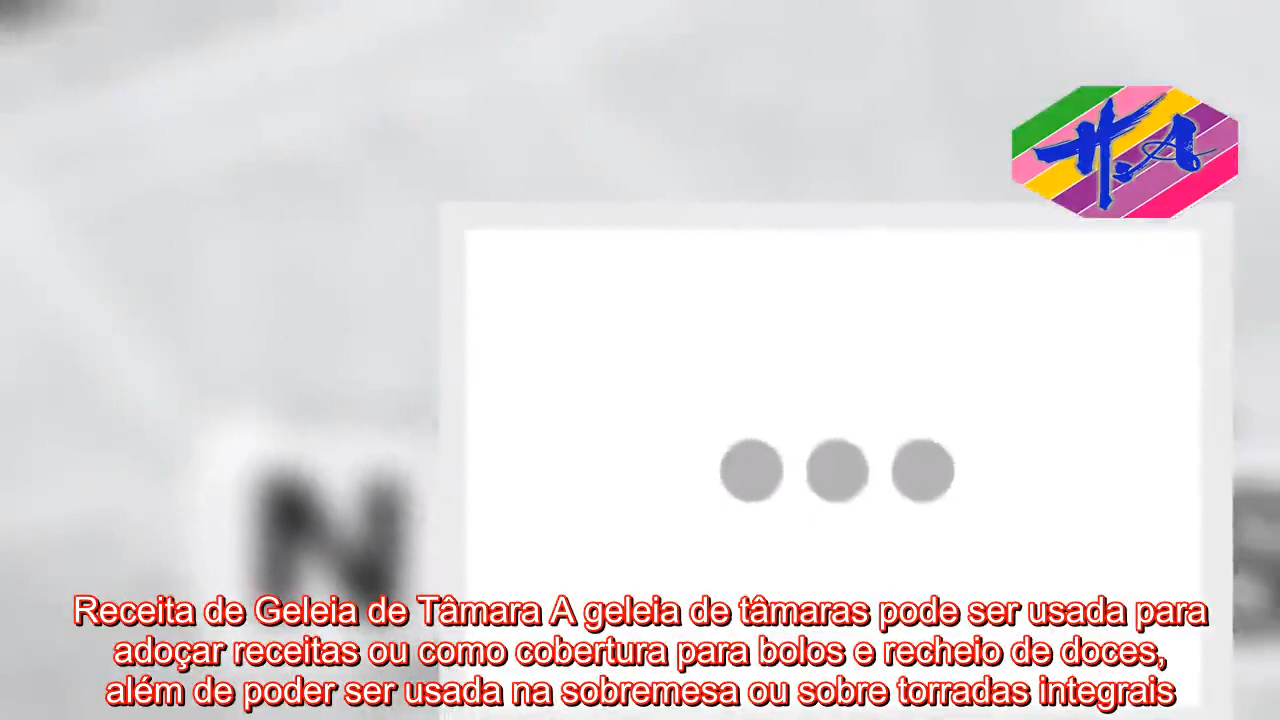 H.A
N
Receita de Geleia de Tâmara A geleia de tâmaras pode ser usada para
adoçar receitas ou como cobertura para bolos e recheio de doces,
além de poder ser usada na sobremesa ou sobre torradas integrais